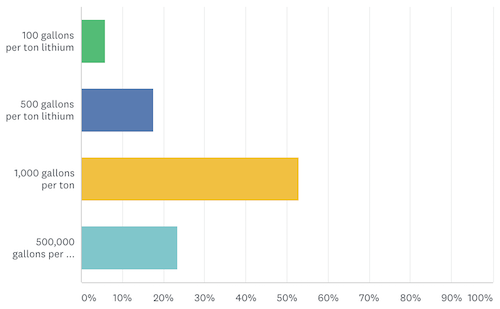 100 gallons
per ton lithium
500 gallons
per ton lithium
1,000 gallons
per ton
500,000
gallons per ...
0% 10% 20% 30% 40% 50% 60% 70% 80% 90% 100%